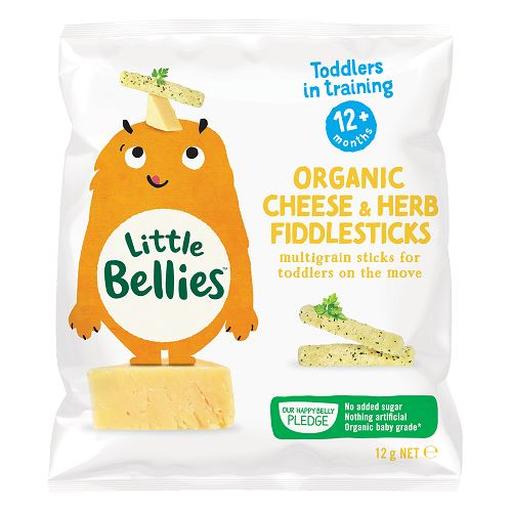 Toddlers
in training
12+
months
ORGANIC
CHEESE & HERB
FIDDLESTICKS
multigrain sticks for
toddlers on the move
Little
Bellies™
OUR HAPPY BELLY
PLEDGE
No added sugar
Nothing artificial
Organic baby grade*
12 g NET ℮